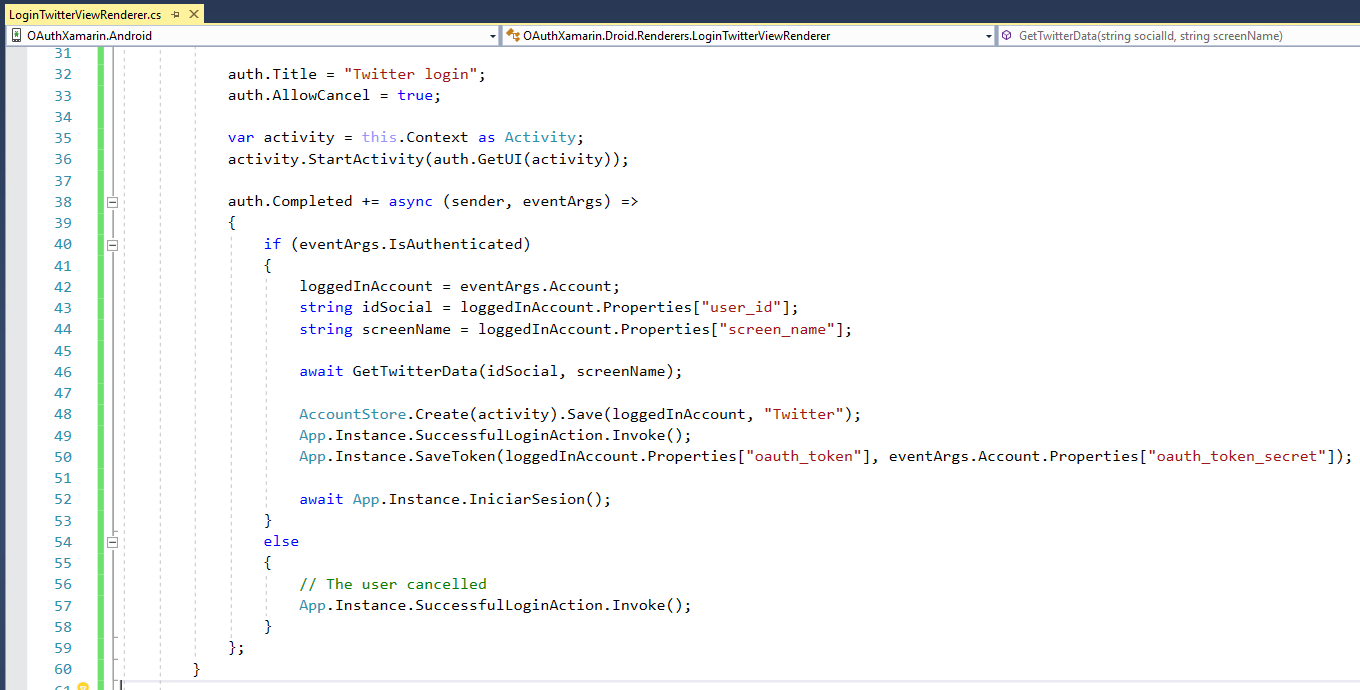 LoginTwitterViewRenderer.cs
OAuthXamarin.Android OAuthXamarin.Droid.Renderers.LoginTwitterViewRenderer GetTwitterData(string socialId, string screenName)
31
32 auth.Title = "Twitter login";
33 auth.AllowCancel = true;
34
35 var activity = this.Context as Activity;
36 activity.StartActivity(auth.GetUI(activity));
37
38 auth.Completed += async (sender, eventArgs) =>
39 {
40 if (eventArgs.IsAuthenticated)
41 {
42 loggedInAccount = eventArgs.Account;
43 string idSocial = loggedInAccount.Properties["user_id"];
44 string screenName = loggedInAccount.Properties["screen_name"];
45
46 await GetTwitterData(idSocial, screenName);
47
48 AccountStore.Create(activity).Save(loggedInAccount, "Twitter");
49 App.Instance.SuccessfulLoginAction.Invoke();
50 App.Instance.SaveToken(loggedInAccount.Properties["oauth_token"], eventArgs.Account.Properties["oauth_token_secret"]);
51
52 await App.Instance.IniciarSesion();
53 }
54 else
55 {
56 // The user cancelled
57 App.Instance.SuccessfulLoginAction.Invoke();
58 }
59 };
60 }
61